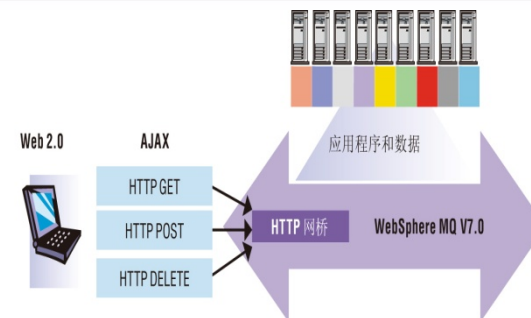 应用程序和数据
Web 2.0
AJAX
HTTP GET
HTTP POST
HTTP DELETE
HTTP 网桥
WebSphere MQ V7.0